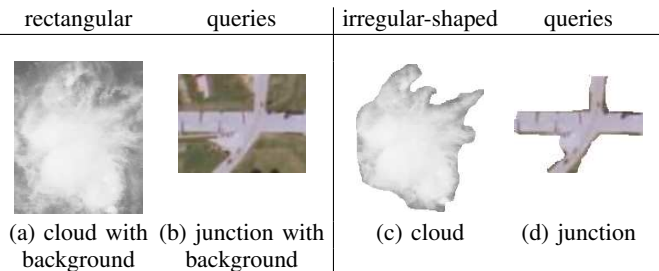 rectangular queries irregular-shaped queries
(a) cloud with (b) junction with (c) cloud (d) junction
background background